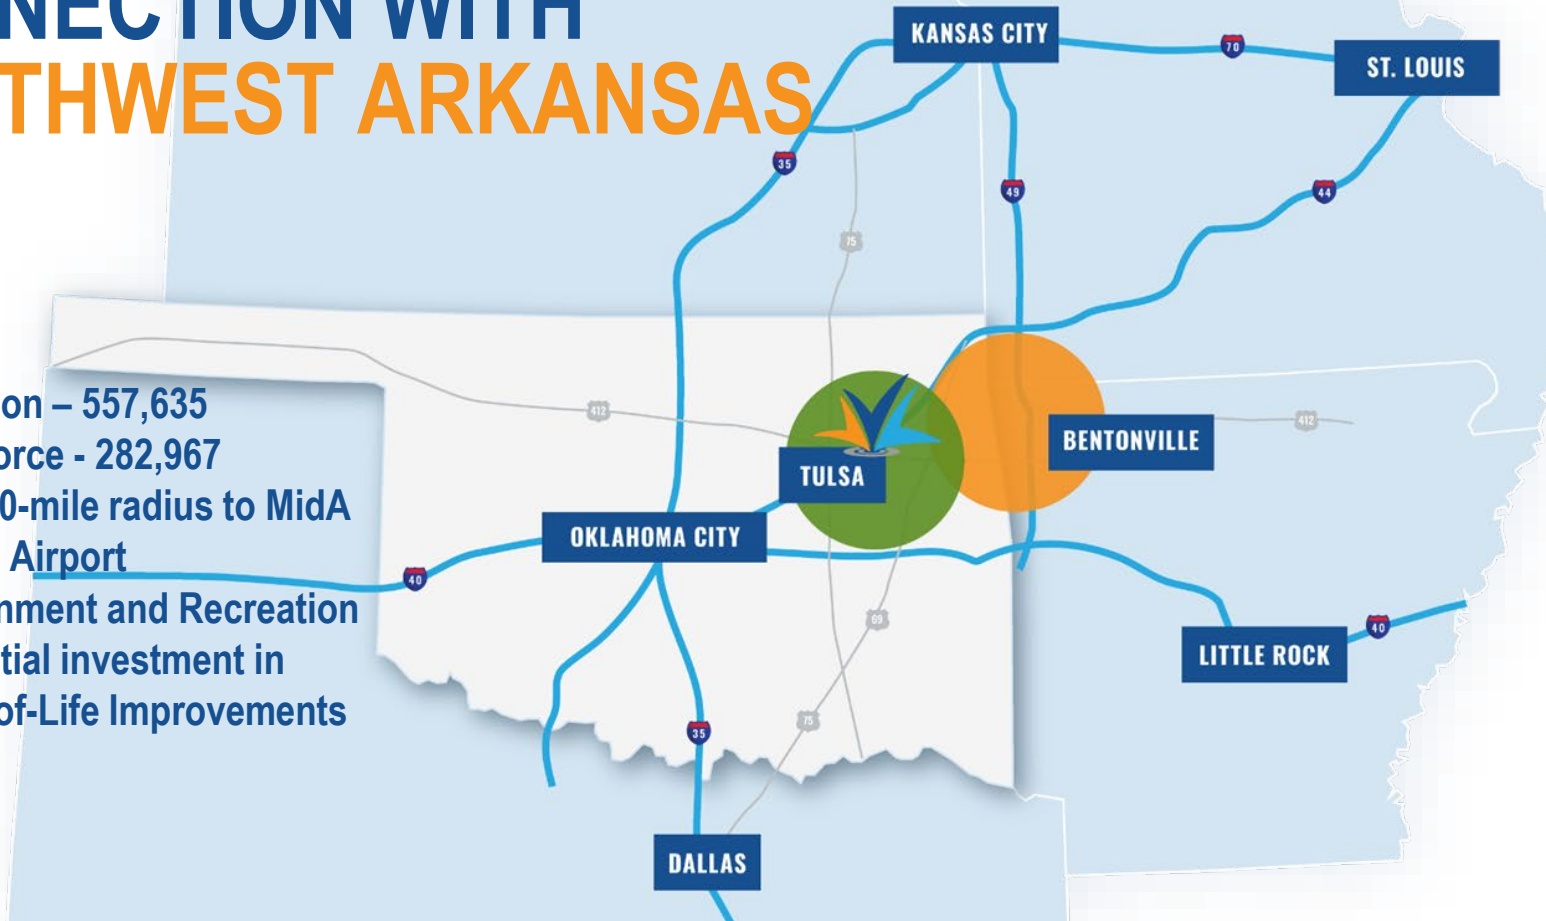 NECTION WITH
THWEST ARKANSAS
on – 557,635
orce - 282,967
0-mile radius to MidA
Airport
nment and Recreation
tial investment in
of-Life Improvements
KANSAS CITY
70
ST. LOUIS
35
49
44
75
412
TULSA
BENTONVILLE
412
OKLAHOMA CITY
40
69
LITTLE ROCK
40
35
75
DALLAS